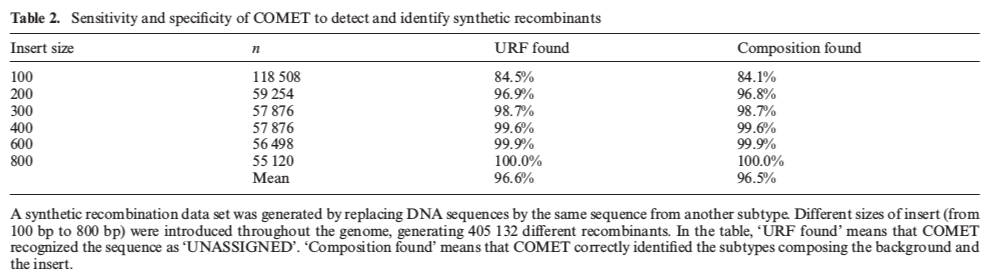 Table 2. Sensitivity and specificity of COMET to detect and identify synthetic recombinants
Insert size n URF found Composition found
100 118 508 84.5% 84.1%
200 59 254 96.9% 96.8%
300 57 876 98.7% 98.7%
400 57 876 99.6% 99.6%
600 56 498 99.9% 99.9%
800 55 120 100.0% 100.0%
Mean 96.6% 96.5%
A synthetic recombination data set was generated by replacing DNA sequences by the same sequence from another subtype. Different sizes of insert (from
100 bp to 800 bp) were introduced throughout the genome, generating 405 132 different recombinants. In the table, ‘URF found’ means that COMET
recognized the sequence as ‘UNASSIGNED’. ‘Composition found’ means that COMET correctly identified the subtypes composing the background and
the insert.